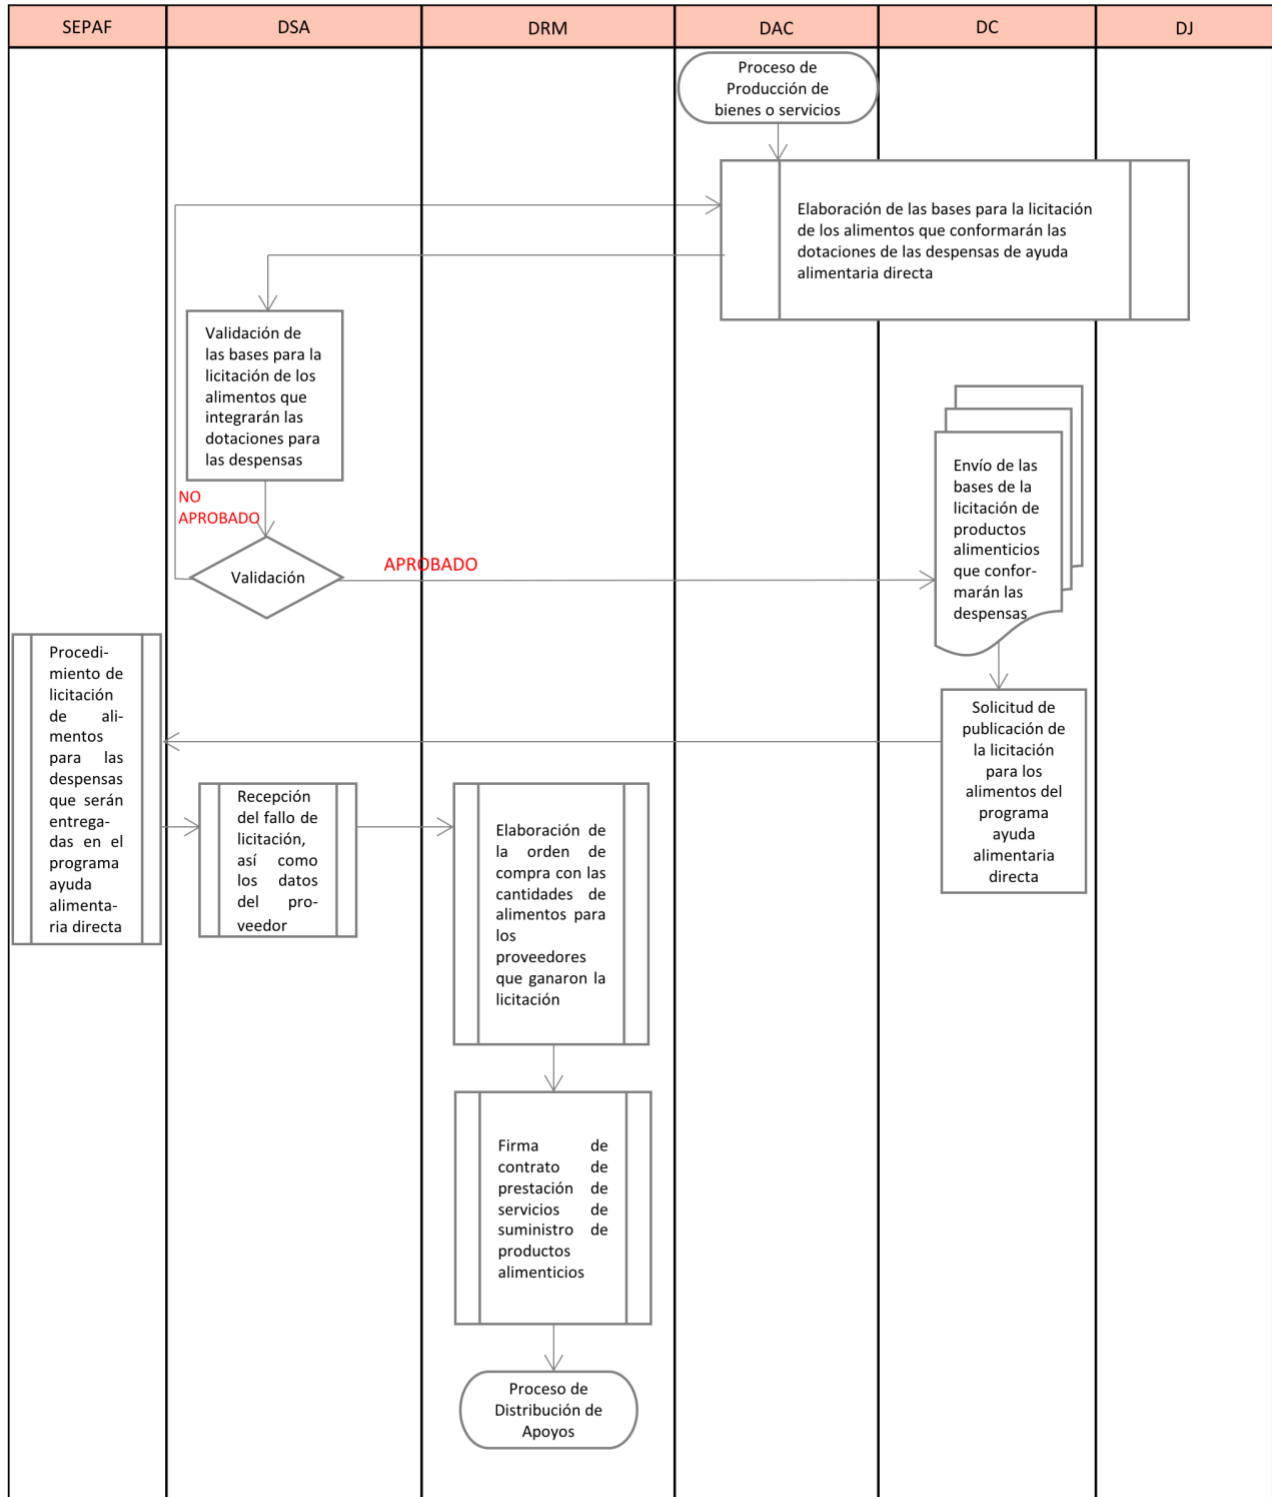 SEPAF
DSA
DRM
DAC
DC
DJ
Proceso de
Producción de
bienes o servicios
Elaboración de las bases para la licitación
de los alimentos que conformarán las
dotaciones de las despensas de ayuda
alimentaria directa
Validación de
las bases para la
licitación de los
alimentos que
integrarán las
dotaciones para
las despensas
NO
APROBADO
Validación
APROBADO
Envío de las
bases de la
licitación de
productos
alimenticios
que confor-
marán las
despensas
Solicitud de
publicación de
la licitación
para los
alimentos del
programa
ayuda
alimentaria
directa
Procedi-
miento de
licitación
de ali-
mentos
para las
despensas
que serán
entrega-
das en el
programa
ayuda
alimenta-
ria directa
Recepción
del fallo de
licitación,
así como
los datos
del pro-
veedor
Elaboración de
la orden de
compra con las
cantidades de
alimentos para
los
proveedores
que ganaron la
licitación
Firma de
contrato de
prestación de
servicios de
suministro de
productos
alimenticios
Proceso de
Distribución de
Apoyos